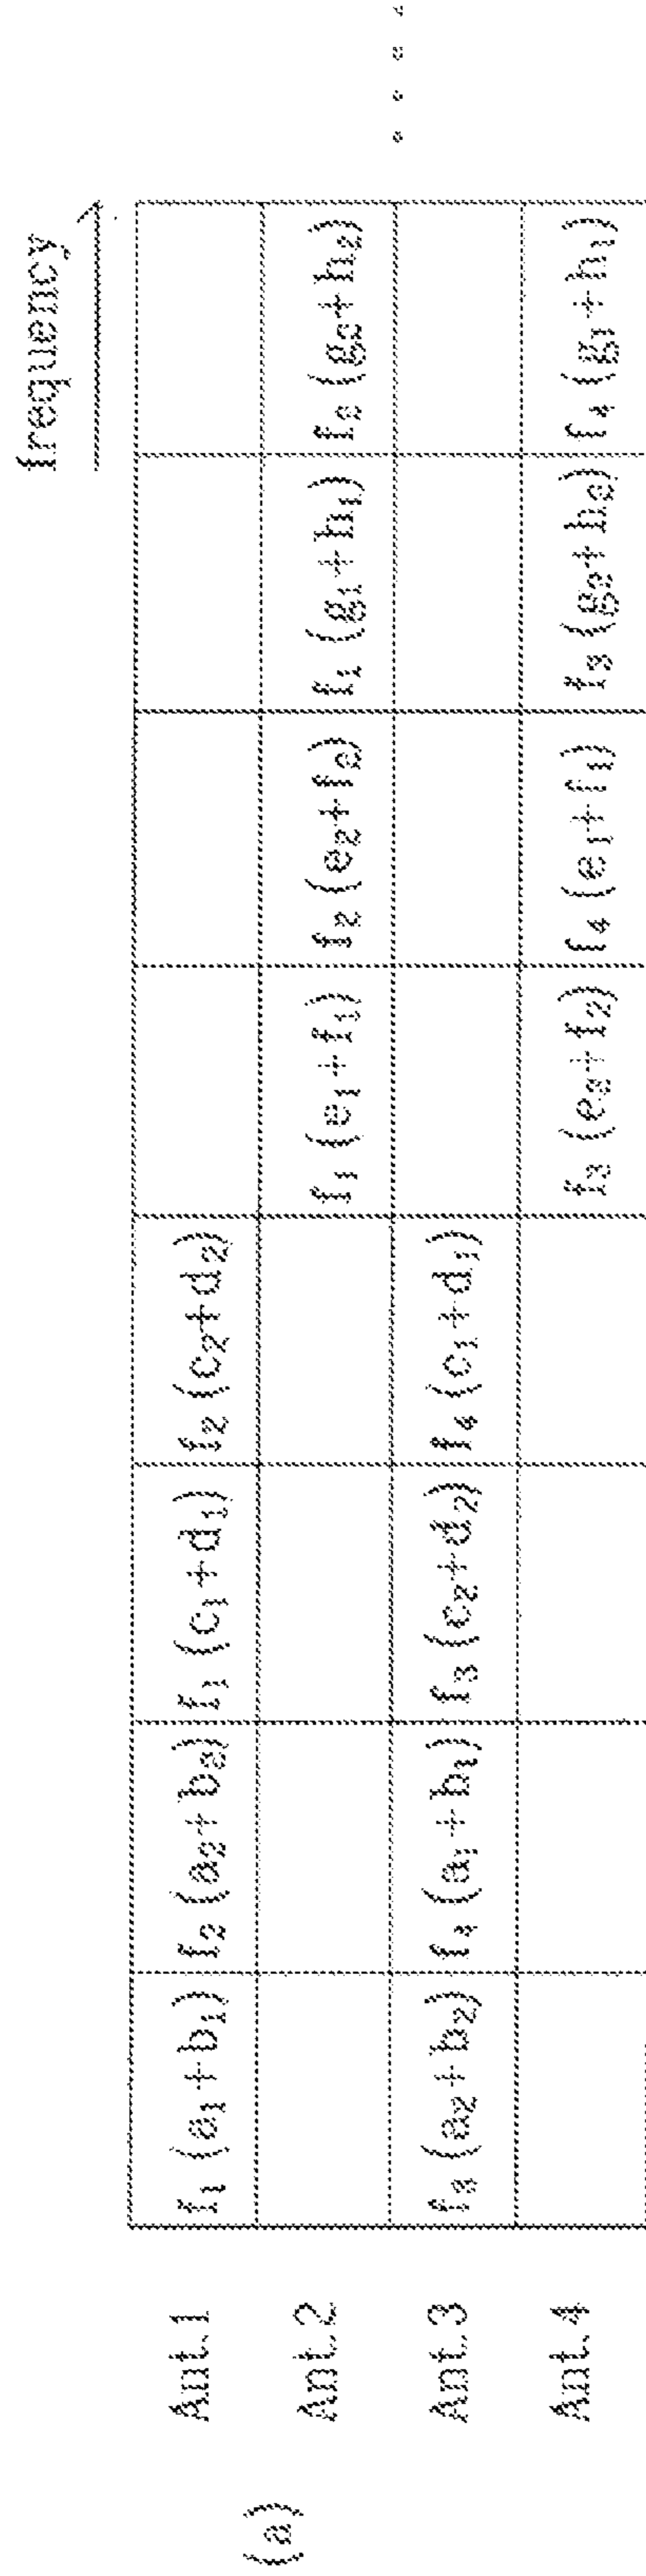 frequency
Ant.1 f₁ (a₁+b₁) f₂ (a₂+b₂) f₁ (c₁+d₁) f₂ (c₂+d₂)
Ant.2 f₁ (e₁+f₁) f₂ (e₂+f₂) f₁ (g₁+h₁) f₂ (g₂+h₂)
Ant.3 f₃ (a₂+b₂) f₄ (a₁+b₁) f₃ (c₂+d₂) f₄ (c₁+d₁)
Ant.4 f₃ (e₂+f₂) f₄ (e₁+f₁) f₃ (g₂+h₂) f₄ (g₁+h₁)
(a)